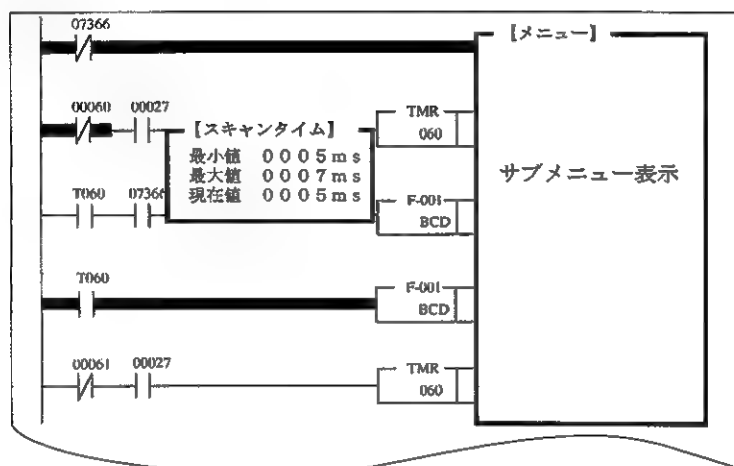 07366
【メニュー】
00060 00027
TMR
060
【スキャンタイム】
最小値 0005ms
最大値 0007ms
現在値 0005ms
サブメニュー表示
T060 07366
F-001
BCD
T060
F-001
BCD
00061 00027
TMR
060